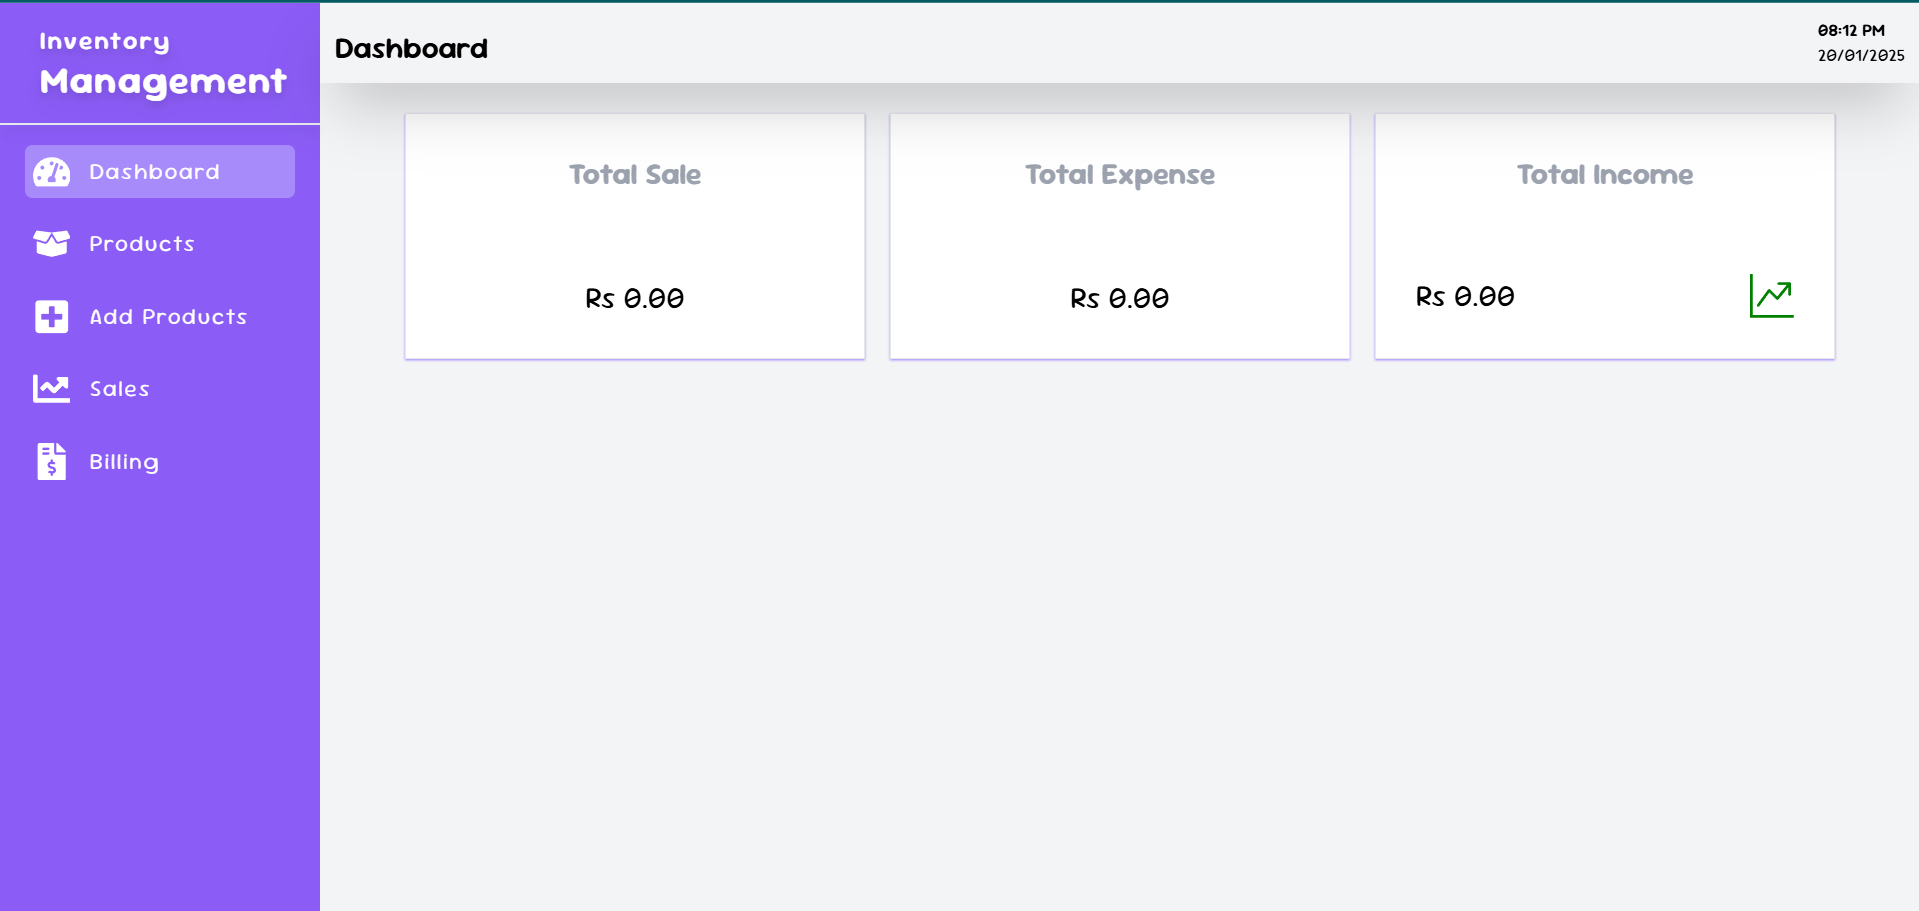 Inventory
Management
Dashboard
Products
Add Products
Sales
Billing
Dashboard
08:12 PM
20/01/2025
Total Sale
Rs 0.00
Total Expense
Rs 0.00
Total Income
Rs 0.00